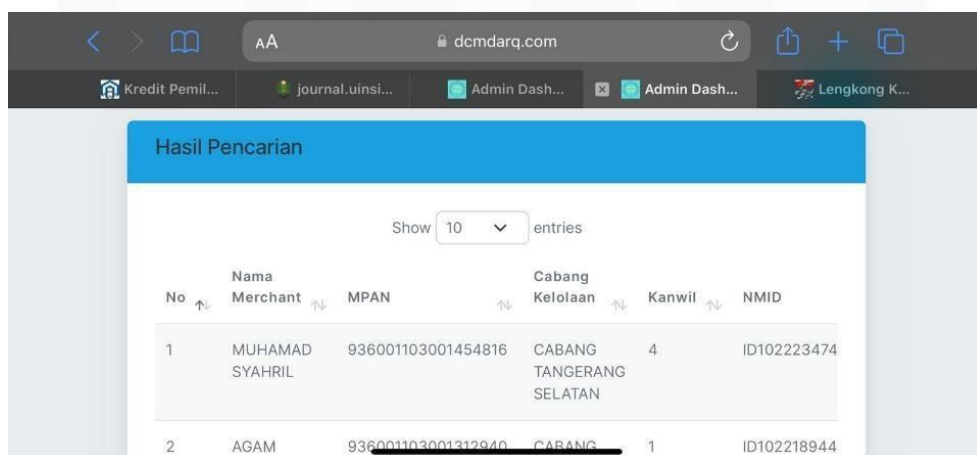 AA dcmdarq.com
Kredit Pemil... journal.uinsi... Admin Dash... Admin Dash... Lengkong K...
Hasil Pencarian
Show 10 entries
No Nama Merchant MPAN Cabang Kelolaan Kanwil NMID
1 MUHAMAD 936001103001454816 CABANG 4 ID102223474
SYAHRIL TANGERANG
SELATAN
2 AGAM 936001103001312940 CABANG 1 ID102218944